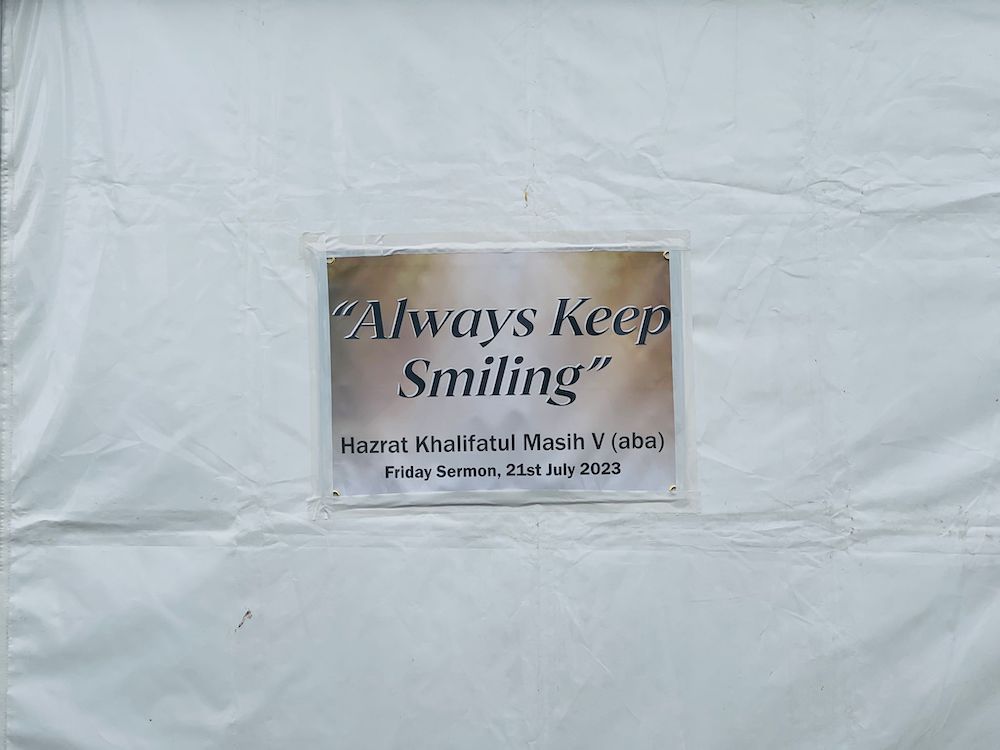 “Always Keep
Smiling”
Hazrat Khalifatul Masih V (aba)
Friday Sermon, 21st July 2023